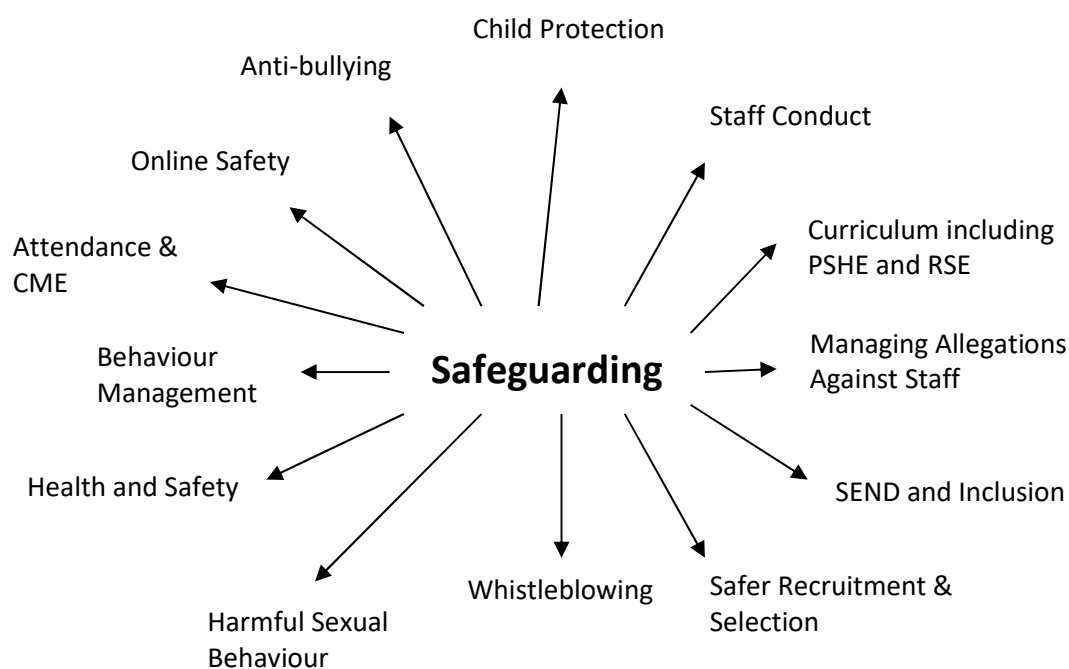 Child Protection
Anti-bullying
Staff Conduct
Online Safety
Curriculum including
PSHE and RSE
Attendance &
CME
Managing Allegations
Against Staff
Behaviour
Management
Safeguarding
Health and Safety
SEND and Inclusion
Whistleblowing
Safer Recruitment &
Selection
Harmful Sexual
Behaviour